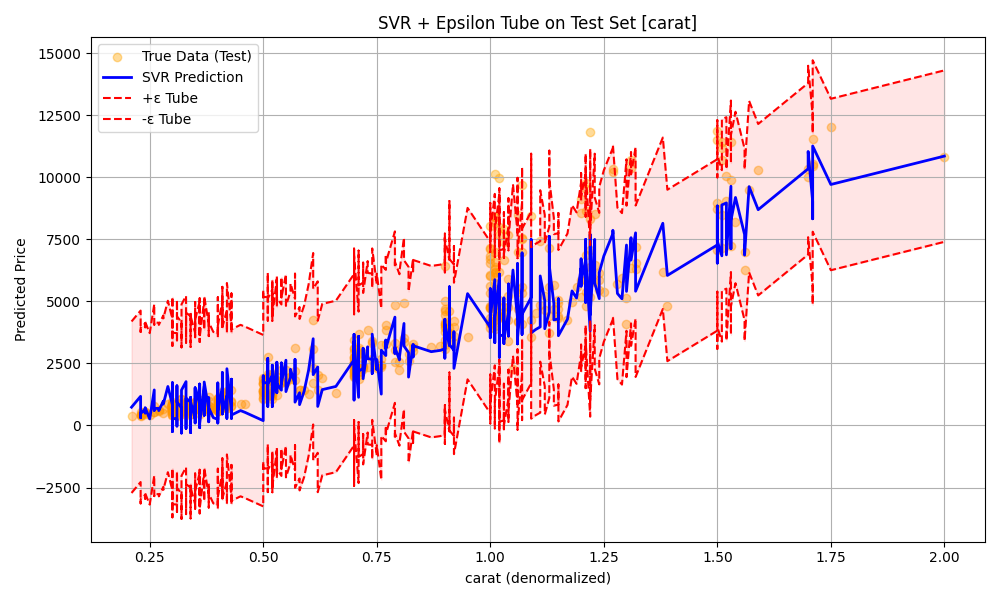 SVR + Epsilon Tube on Test Set [carat]
15000
12500
10000
7500
5000
2500
0
−2500
Predicted Price
True Data (Test)
SVR Prediction
+ε Tube
-ε Tube
0.25 0.50 0.75 1.00 1.25 1.50 1.75 2.00
carat (denormalized)